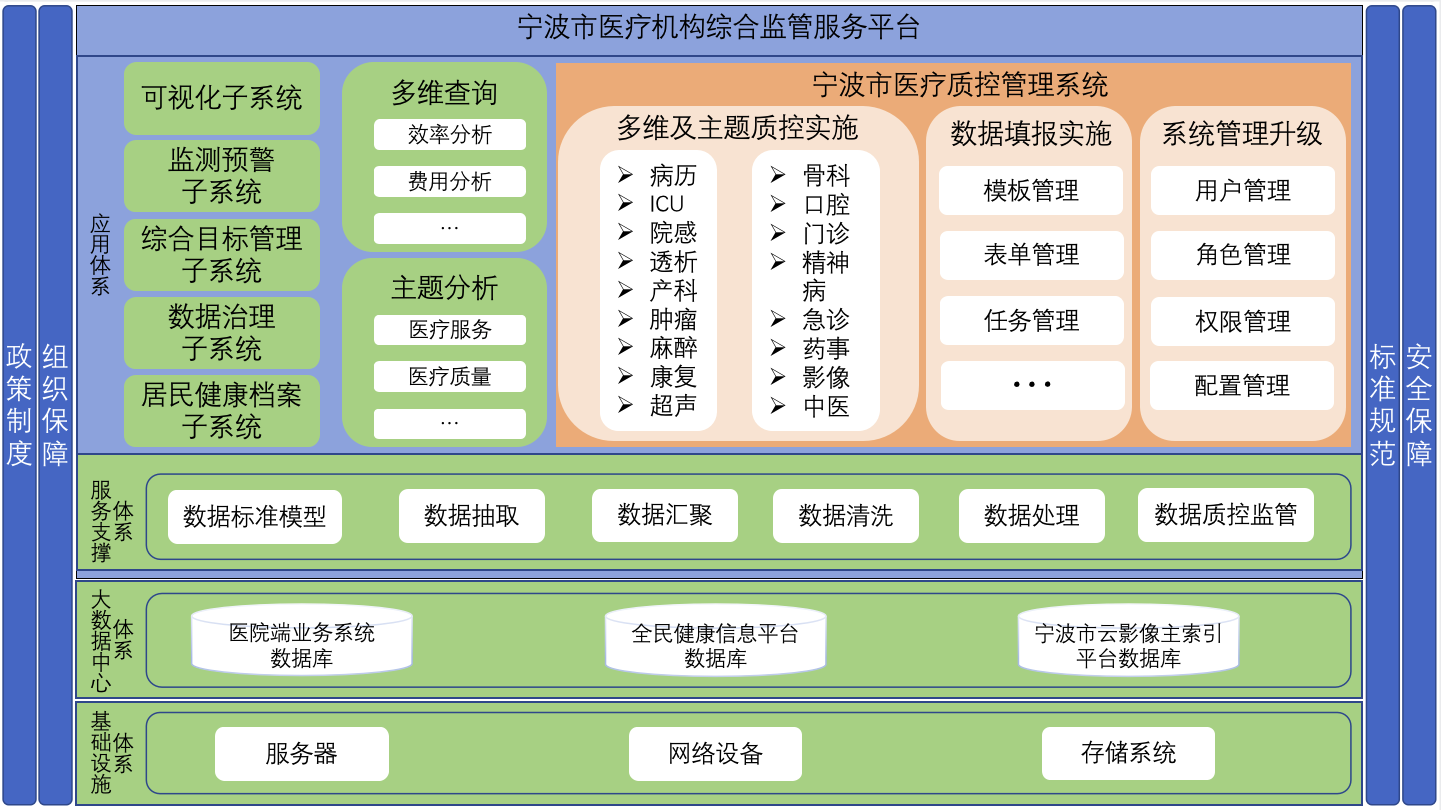 宁波市医疗机构综合监管服务平台
政策制度
组织保障
应用体系
可视化子系统
监测预警
子系统
综合目标管理
子系统
数据治理
子系统
居民健康档案
子系统
多维查询
效率分析
费用分析
...
主题分析
医疗服务
医疗质量
...
宁波市医疗质控管理系统
多维及主题质控实施
病历
ICU
院感
透析
产科
肿瘤
麻醉
康复
超声
骨科
口腔
门诊
精神
病
急诊
药事
影像
中医
数据填报实施
模板管理
表单管理
任务管理
...
系统管理升级
用户管理
角色管理
权限管理
配置管理
标准规范
安全保障
服务支撑
体系
数据标准模型
数据抽取
数据汇聚
数据清洗
数据处理
数据质控监管
大数据中心
体系
医院端业务系统
数据库
全民健康信息平台
数据库
宁波市云影像主索引
平台数据库
基础设施
体系
服务器
网络设备
存储系统